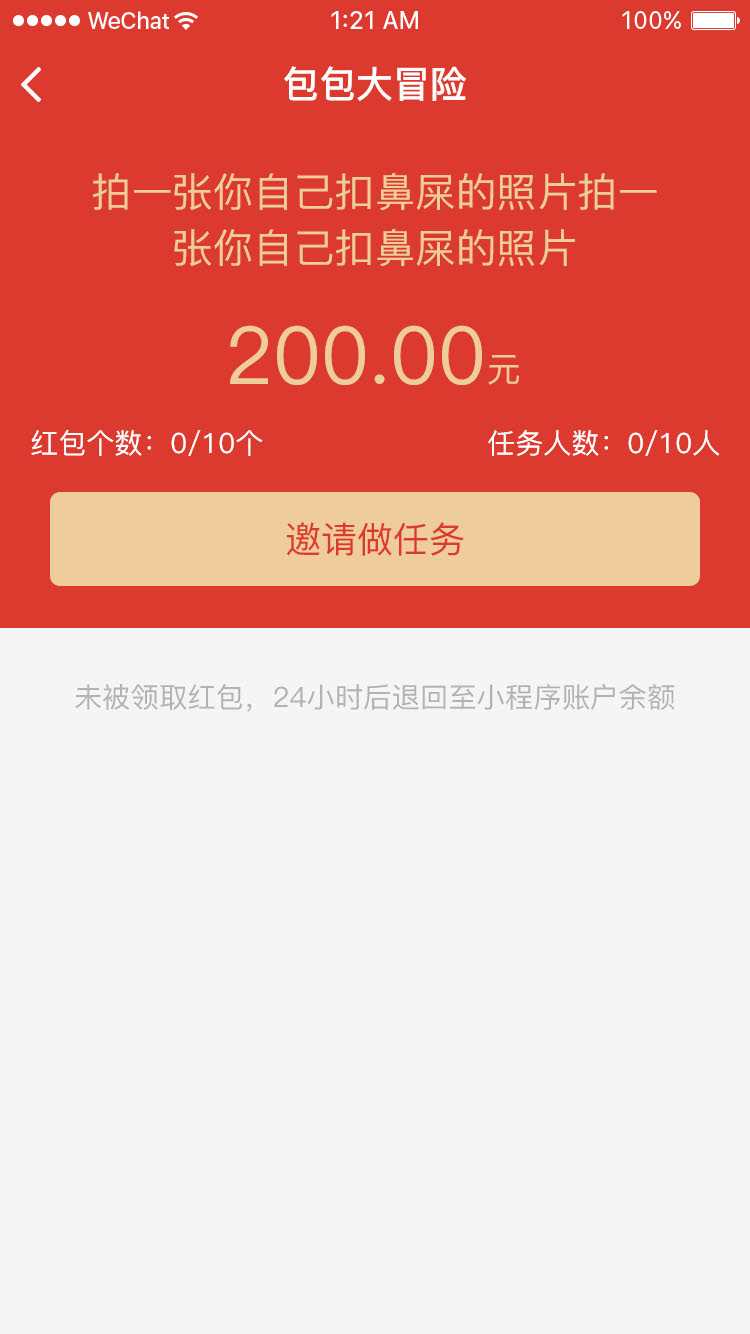 WeChat 1:21 AM 100%
包包大冒险
拍一张你自己扣鼻屎的照片拍一
张你自己扣鼻屎的照片
200.00元
红包个数：0/10个 任务人数：0/10人
邀请做任务
未被领取红包，24小时后退回至小程序账户余额